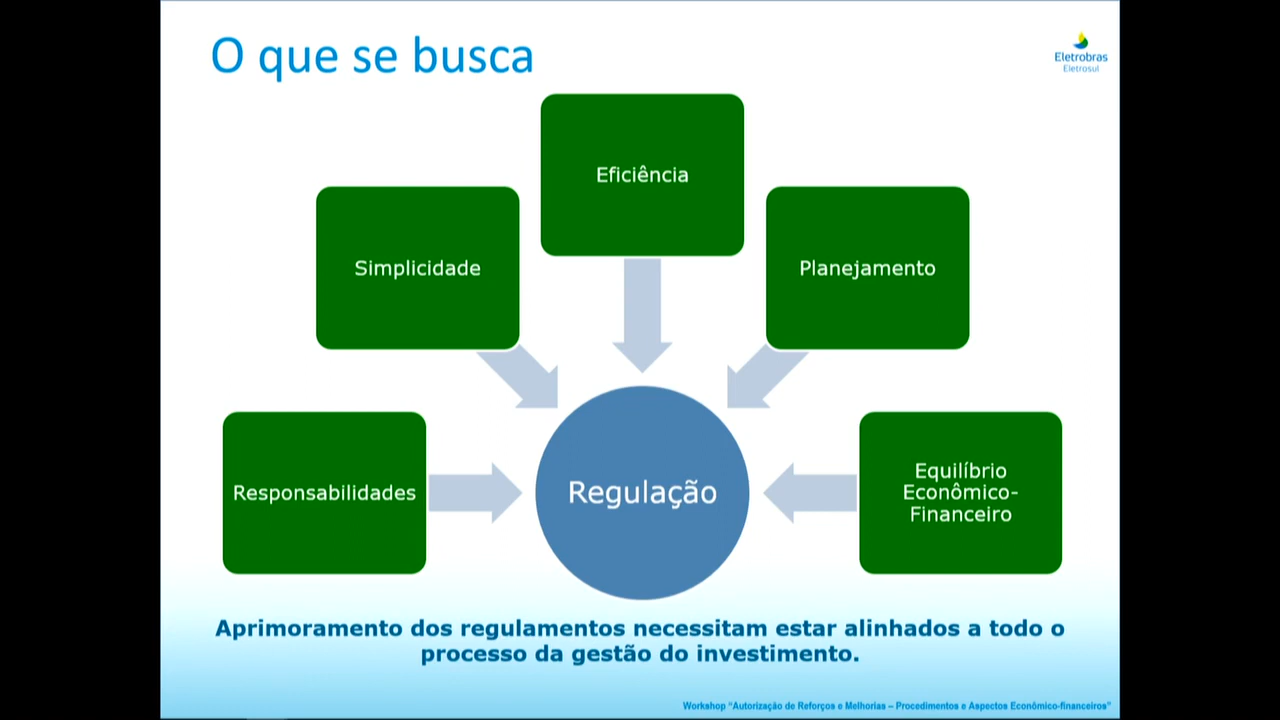 O que se busca
Eletrobras
Eletrosul
Eficiência
Simplicidade
Planejamento
Responsabilidades
Regulação
Equilíbrio
Econômico-
Financeiro
Aprimoramento dos regulamentos necessitam estar alinhados a todo o
processo da gestão do investimento.
Workshop “Autorização de Reforços e Melhorias – Procedimentos e Aspectos Econômico-financeiros”